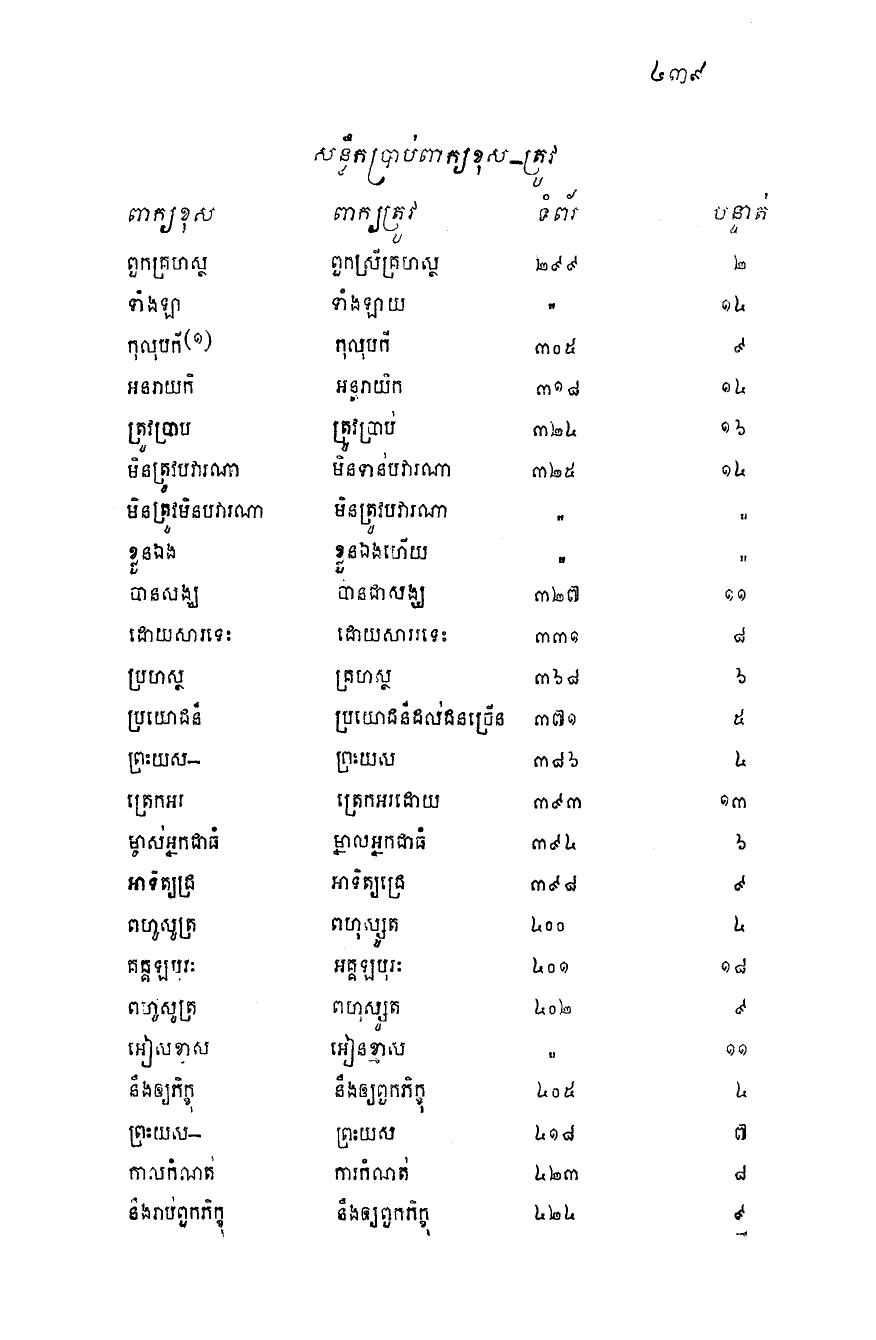 ៤៣៩
សន្ទឹកប្រាប់ពាក្យខុស-ត្រូវ
ពាក្យខុស ពាក្យត្រូវ ទំព័រ បន្ទាត់
ពួកគ្រហស្ថ ពួកស្រីគ្រហស្ថ ២៩៩ ២
ទាំងឡា ទាំងឡាយ " ១៤
កុលុបកី(១) កុលុបកី ៣០៥ ៩
អនរាយកិ អន្តរាយិក ៣១៨ ១៤
ត្រូវប្រាប ត្រូវប្រាប់ ៣២៤ ១៦
មិនត្រូវបវារណា មិនទាន់បវារណា ៣២៥ ១៤
មិនត្រូវមិនបវារណា មិនត្រូវបវារណា " "
ខ្លួនឯង ខ្លួនឯងហើយ " "
បានសង្ឃ បានជាសង្ឃ ៣២៧ ១១
ដោយសារទេះ ដោយសាររទេះ ៣៣១ ៨
ប្រហស្ថ គ្រហស្ថ ៣៦៨ ៦
ប្រយោជន៍ ប្រយោជន៍ដល់ជនច្រើន ៣៧១ ៥
ព្រះយស- ព្រះយស ៣៨៦ ៤
ត្រេកអរ ត្រេកអរដោយ ៣៩៣ ១៣
ម្ចាស់អ្នកជាធំ ម្នាលអ្នកជាធំ ៣៩៤ ៦
អាទិត្យជ្រ អាទិត្យជ្រេ ៣៩៨ ៩
ពហូសូត្រ ពហុស្សូត ៤០០ ៤
គគ្គឡបុរៈ អគ្គឡបុរៈ ៤០១ ១៨
ពហូសូត្រ ពហុស្សូត ៤០២ ៩
អៀសខ្មាស អៀនខ្មាស " ១១
នឹងឲ្យភិក្ខុ នឹងឲ្យពួកភិក្ខុ ៤០៥ ៤
ព្រះយស- ព្រះយស ៤១៨ ៧
កាលកំណត់ ការកំណត់ ៤២៣ ៨
នឹងរាប់ពួកភិក្ខុ នឹងឲ្យពួកភិក្ខុ ៤២៤ ៩